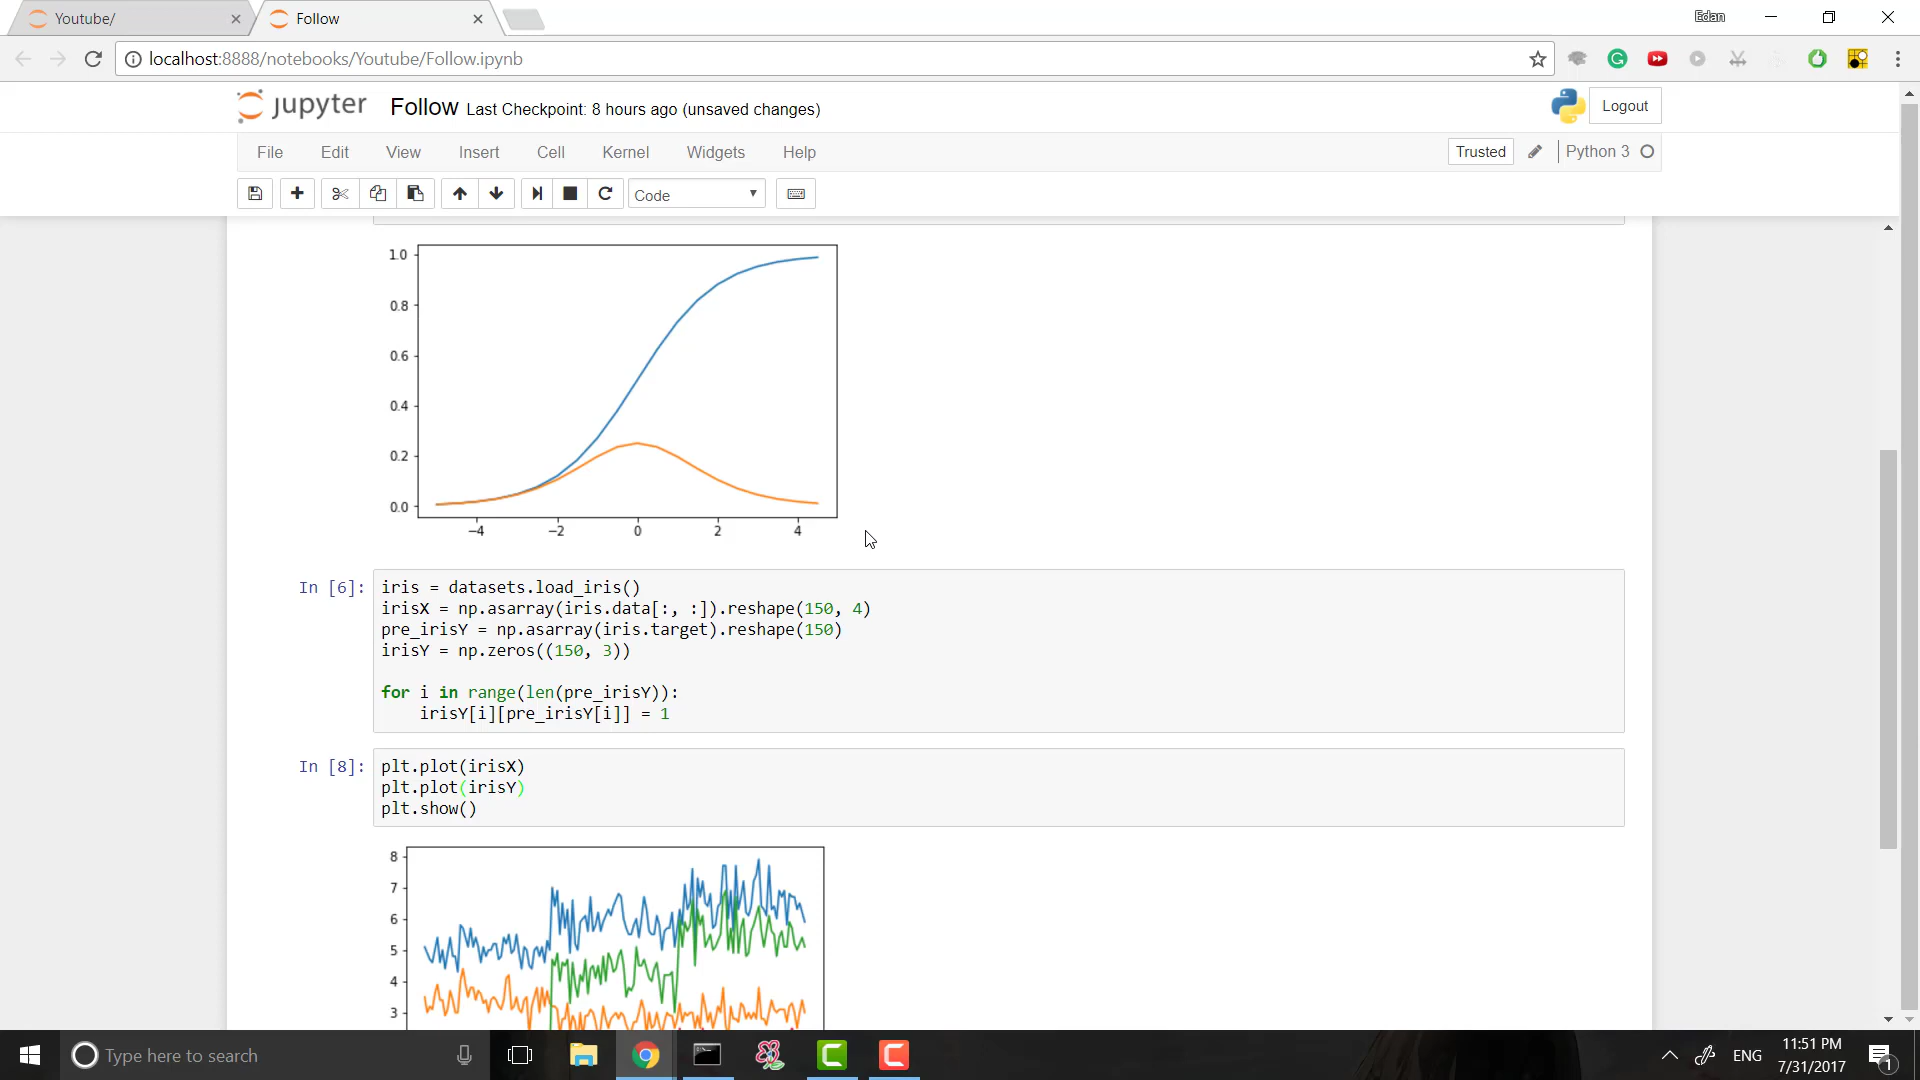 Youtube/
Follow
Edan
localhost:8888/notebooks/Youtube/Follow.ipynb
jupyter
Follow Last Checkpoint: 8 hours ago (unsaved changes)
Logout
File Edit View Insert Cell Kernel Widgets Help
Trusted
Python 3
Code
1.0
0.8
0.6
0.4
0.2
0.0
−4 −2 0 2 4
In [6]:
iris = datasets.load_iris()
irisX = np.asarray(iris.data[:, :]).reshape(150, 4)
pre_irisY = np.asarray(iris.target).reshape(150)
irisY = np.zeros((150, 3))
for i in range(len(pre_irisY)):
    irisY[i][pre_irisY[i]] = 1
In [8]:
plt.plot(irisX)
plt.plot(irisY)
plt.show()
8
7
6
5
4
3
Type here to search
ENG
11:51 PM
7/31/2017
1